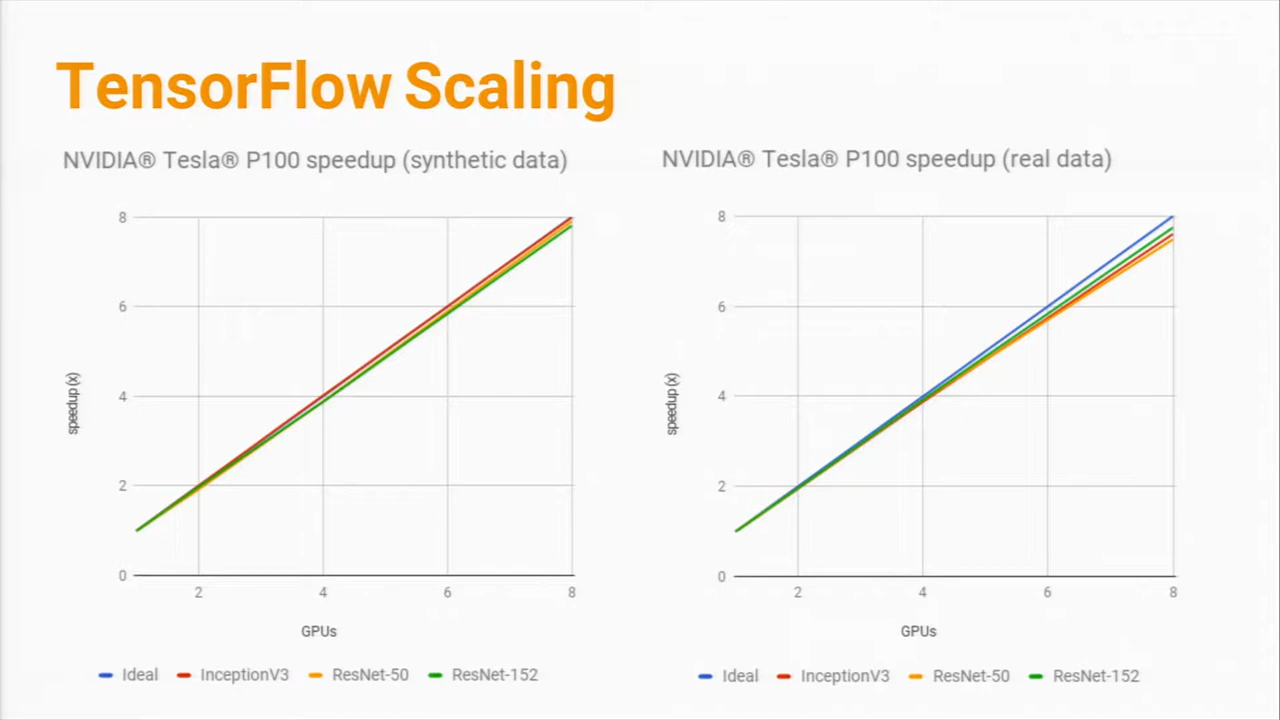 TensorFlow Scaling
NVIDIA® Tesla® P100 speedup (synthetic data)
8
6
4
2
0
speedup (x)
2 4 6 8
GPUs
Ideal InceptionV3 ResNet-50 ResNet-152
NVIDIA® Tesla® P100 speedup (real data)
8
6
4
2
0
speedup (x)
2 4 6 8
GPUs
Ideal InceptionV3 ResNet-50 ResNet-152